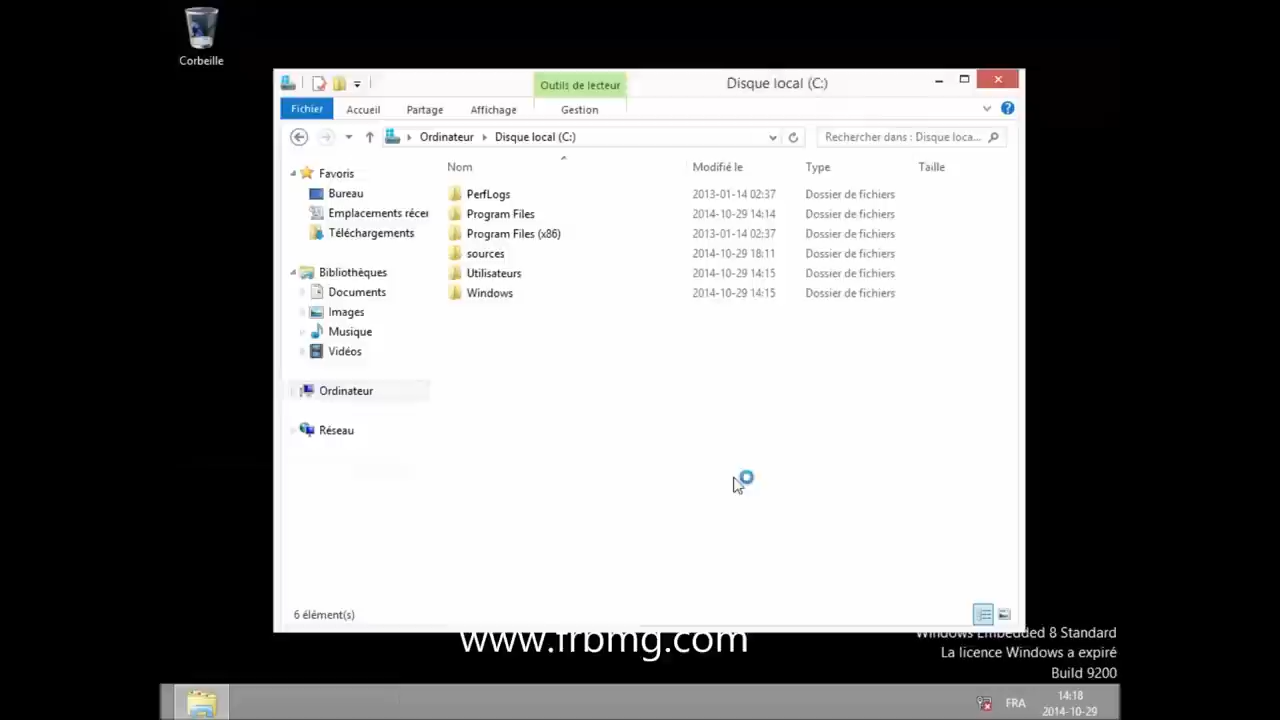 Corbeille
Outils de lecteur
Disque local (C:)
Fichier Accueil Partage Affichage Gestion
Ordinateur Disque local (C:) Rechercher dans : Disque loca...
Nom Modifié le Type Taille
Favoris
Bureau
Emplacements récer
Téléchargements
Bibliothèques
Documents
Images
Musique
Vidéos
Ordinateur
Réseau
PerfLogs 2013-01-14 02:37 Dossier de fichiers
Program Files 2014-10-29 14:14 Dossier de fichiers
Program Files (x86) 2013-01-14 02:37 Dossier de fichiers
sources 2014-10-29 18:11 Dossier de fichiers
Utilisateurs 2014-10-29 14:15 Dossier de fichiers
Windows 2014-10-29 14:15 Dossier de fichiers
6 élément(s)
www.frbmg.com
Windows Embedded 8 Standard
La licence Windows a expiré
Build 9200
FRA
14:18
2014-10-29